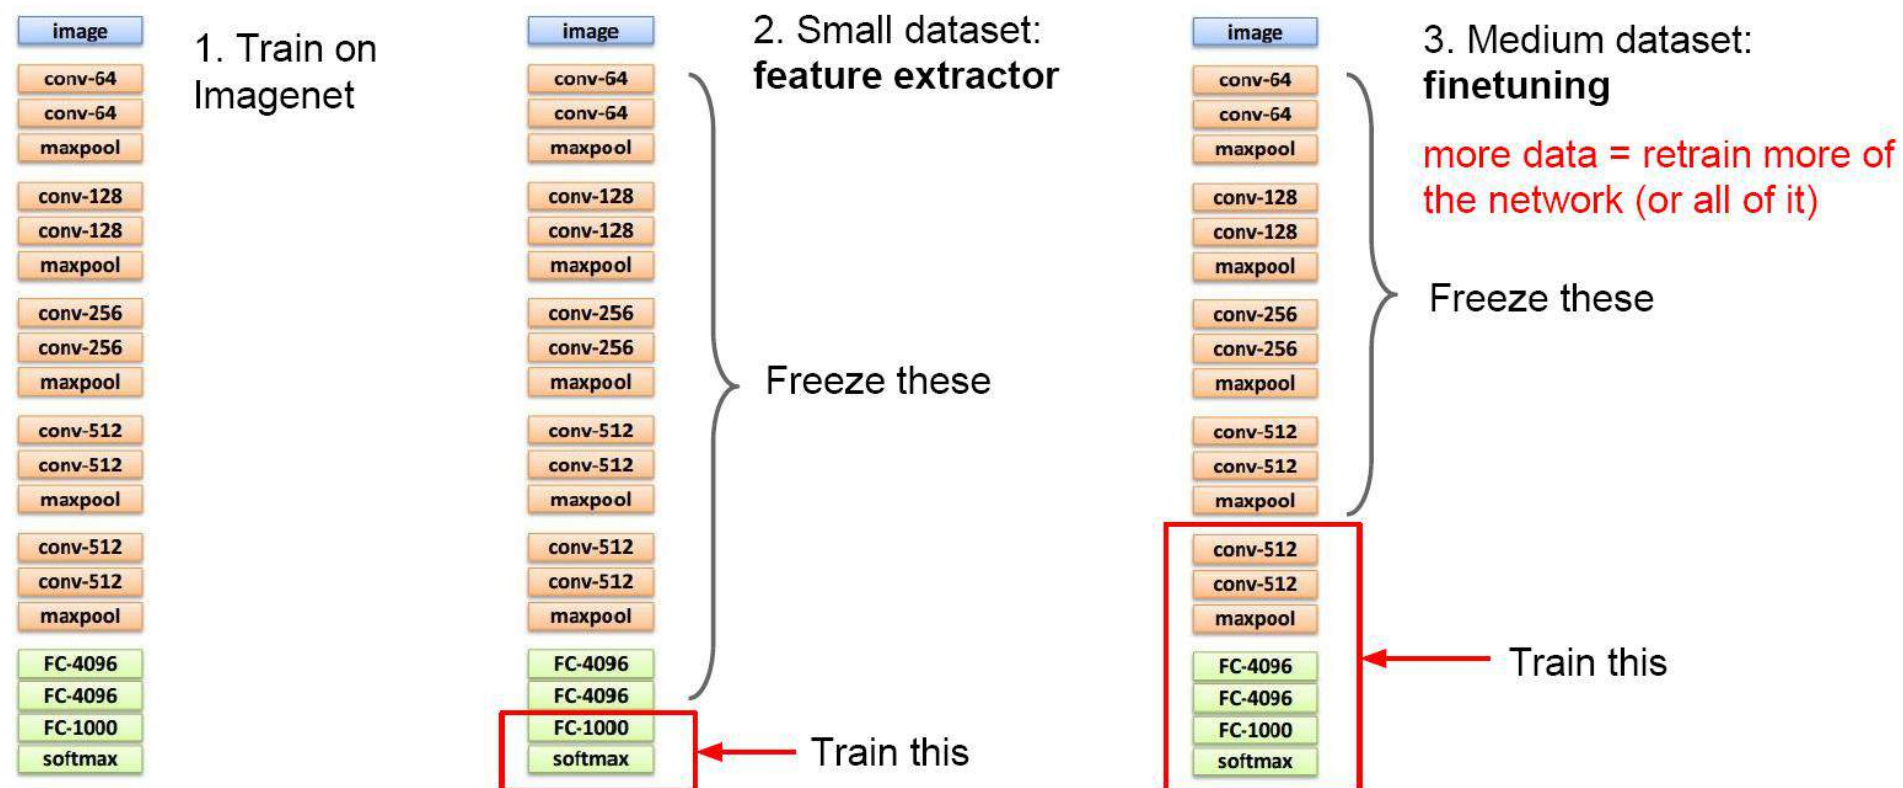 image
conv-64
conv-64
maxpool
conv-128
conv-128
maxpool
conv-256
conv-256
maxpool
conv-512
conv-512
maxpool
conv-512
conv-512
maxpool
FC-4096
FC-4096
FC-1000
softmax
1. Train on
Imagenet
image
conv-64
conv-64
maxpool
conv-128
conv-128
maxpool
conv-256
conv-256
maxpool
conv-512
conv-512
maxpool
conv-512
conv-512
maxpool
FC-4096
FC-4096
FC-1000
softmax
2. Small dataset:
feature extractor
Freeze these
Train this
image
conv-64
conv-64
maxpool
conv-128
conv-128
maxpool
conv-256
conv-256
maxpool
conv-512
conv-512
maxpool
conv-512
conv-512
maxpool
FC-4096
FC-4096
FC-1000
softmax
3. Medium dataset:
finetuning
more data = retrain more of
the network (or all of it)
Freeze these
Train this